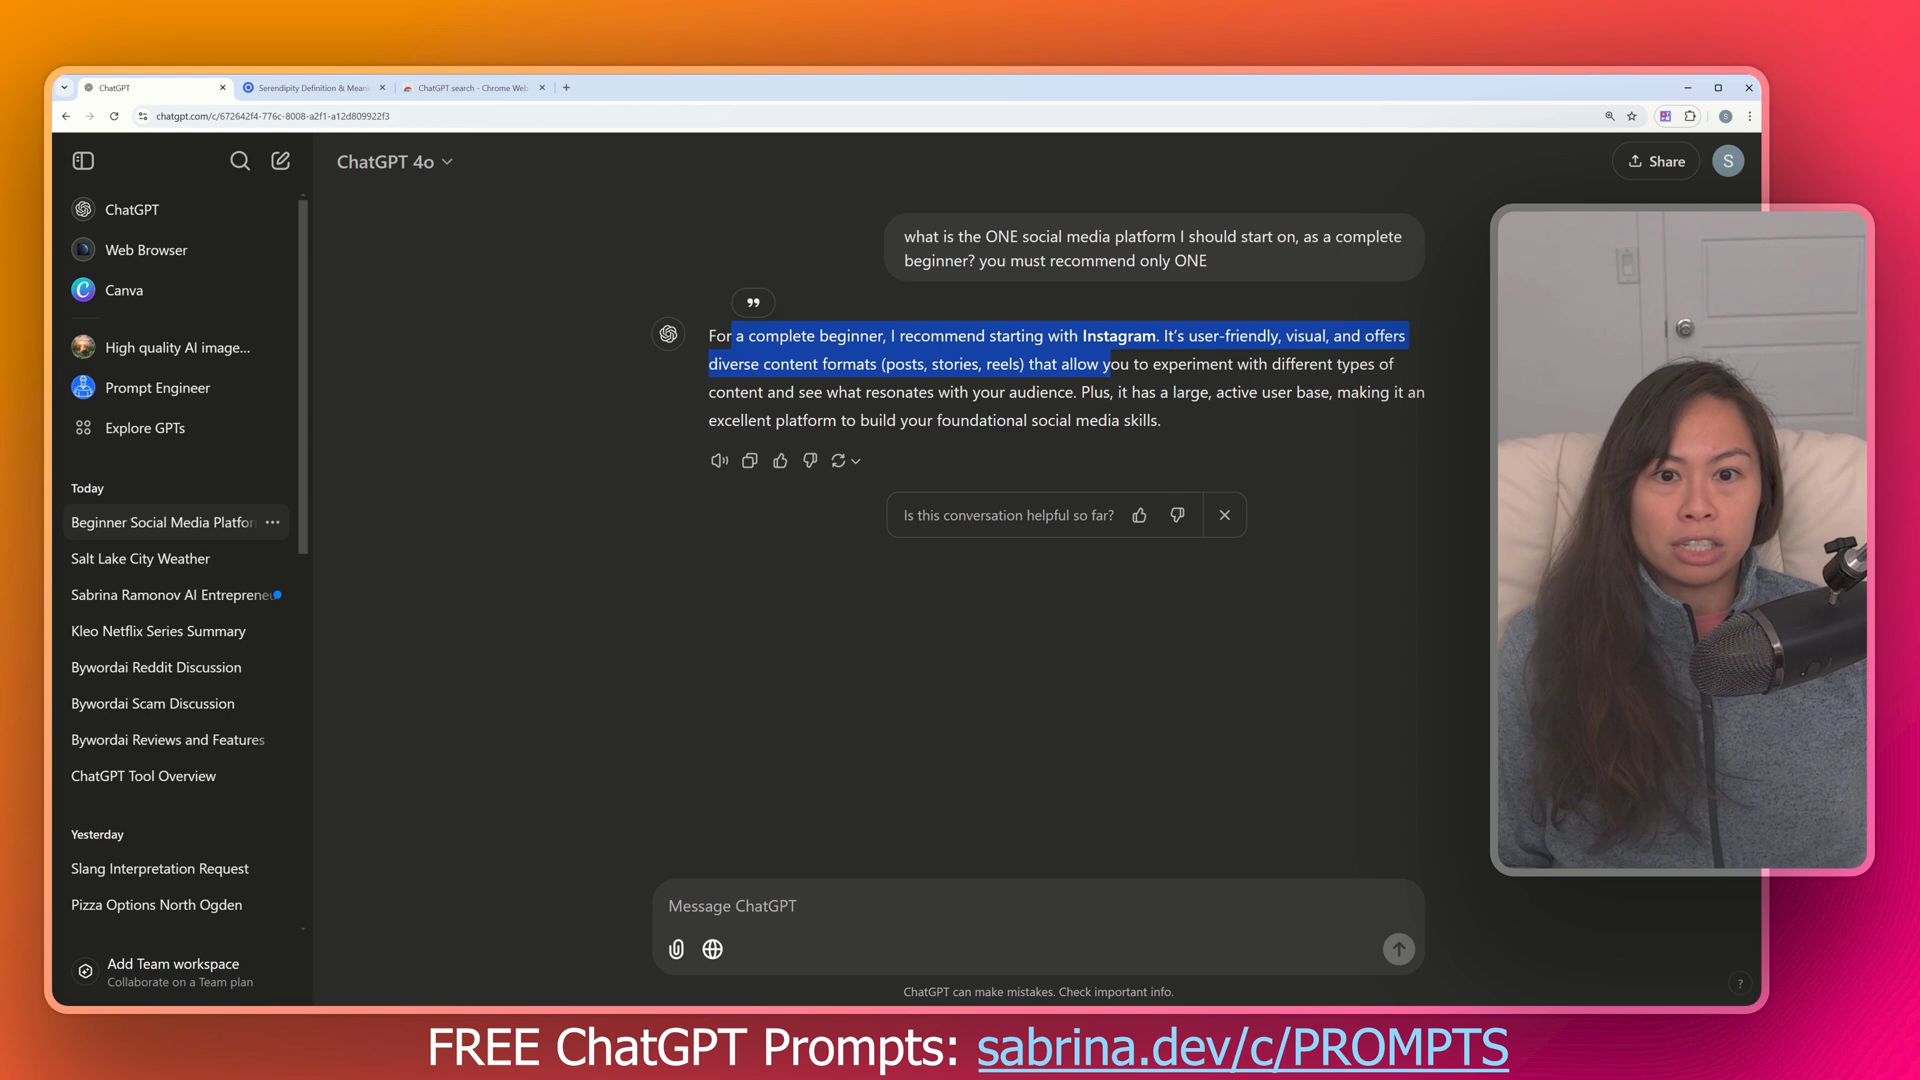 ChatGPT
Serendipity Definition & Meani
ChatGPT search - Chrome Web
chatgpt.com/c/672642f4-776c-8008-a2f1-a12d809922f3
S
ChatGPT 4o
Share
S
ChatGPT
Web Browser
C
Canva
High quality AI image...
Prompt Engineer
Explore GPTs
Today
Beginner Social Media Platfor
Salt Lake City Weather
Sabrina Ramonov AI Entreprene
Kleo Netflix Series Summary
Bywordai Reddit Discussion
Bywordai Scam Discussion
Bywordai Reviews and Features
ChatGPT Tool Overview
Yesterday
Slang Interpretation Request
Pizza Options North Ogden
Add Team workspace
Collaborate on a Team plan
what is the ONE social media platform I should start on, as a complete
beginner? you must recommend only ONE
For a complete beginner, I recommend starting with Instagram. It's user-friendly, visual, and offers
diverse content formats (posts, stories, reels) that allow you to experiment with different types of
content and see what resonates with your audience. Plus, it has a large, active user base, making it an
excellent platform to build your foundational social media skills.
Is this conversation helpful so far?
Message ChatGPT
ChatGPT can make mistakes. Check important info.
?
FREE ChatGPT Prompts: sabrina.dev/c/PROMPTS